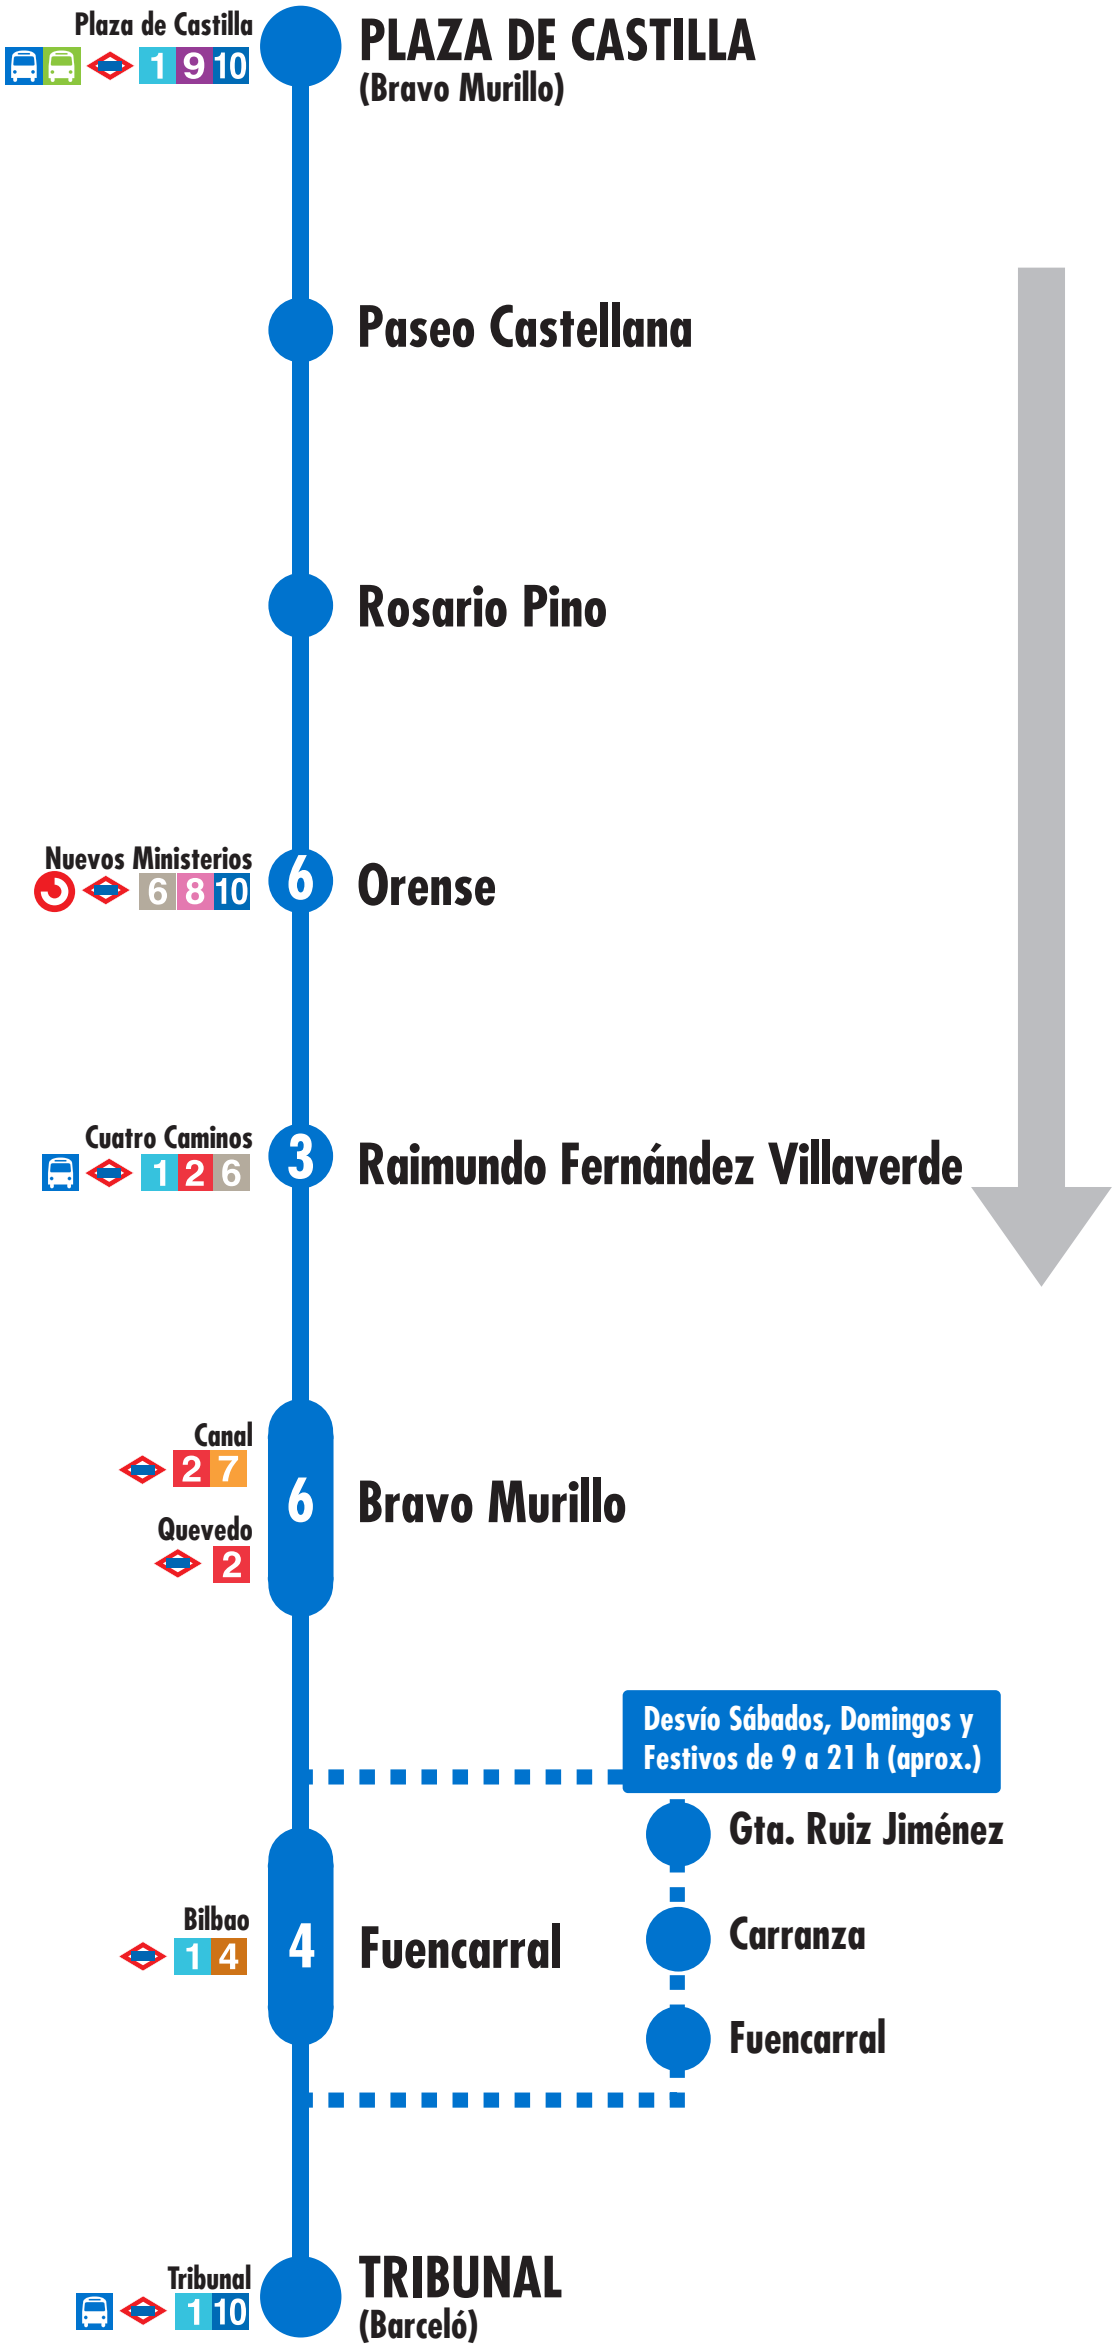 Plaza de Castilla
1 9 10
PLAZA DE CASTILLA
(Bravo Murillo)
Paseo Castellana
Rosario Pino
Nuevos Ministerios
6 8 10
6
Orense
Cuatro Caminos
1 2 6
3
Raimundo Fernández Villaverde
Canal
2 7
Quevedo
2
6
Bravo Murillo
Desvío Sábados, Domingos y
Festivos de 9 a 21 h (aprox.)
Gta. Ruiz Jiménez
Carranza
Fuencarral
Bilbao
1 4
4
Fuencarral
Tribunal
1 10
TRIBUNAL
(Barceló)